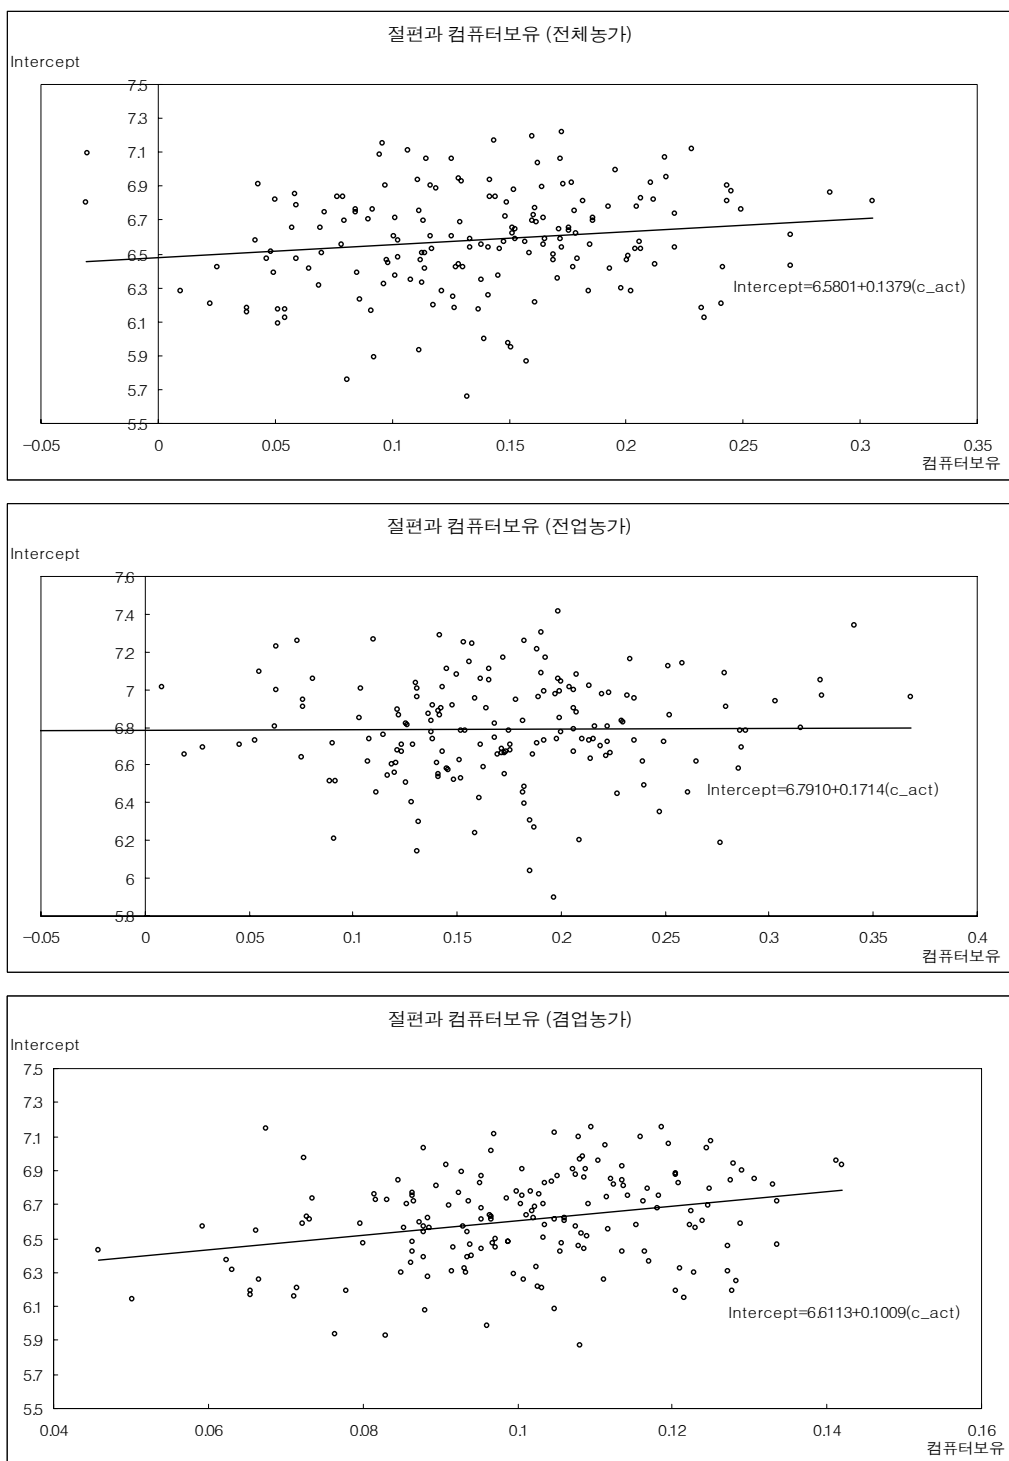 절편과 컴퓨터보유 (전체농가)
Intercept
7.5
7.3
7.1
6.9
6.7
6.5
6.3
6.1
5.9
5.7
5.5
Intercept=6.5801+0.1379(c_act)
-0.05 0 0.05 0.1 0.15 0.2 0.25 0.3 0.35
컴퓨터보유
절편과 컴퓨터보유 (전업농가)
Intercept
7.6
7.4
7.2
7
6.8
6.6
6.4
6.2
6
5.8
Intercept=6.7910+0.1714(c_act)
-0.05 0 0.05 0.1 0.15 0.2 0.25 0.3 0.35 0.4
컴퓨터보유
절편과 컴퓨터보유 (겸업농가)
Intercept
7.5
7.3
7.1
6.9
6.7
6.5
6.3
6.1
5.9
5.7
5.5
Intercept=6.6113+0.1009(c_act)
0.04 0.06 0.08 0.1 0.12 0.14 0.16
컴퓨터보유